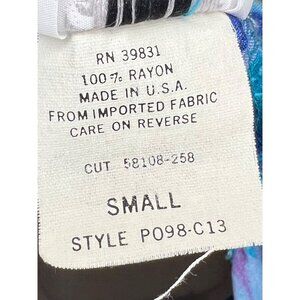 RN 39831
100% RAYON
MADE IN U.S.A.
FROM IMPORTED FABRIC
CARE ON REVERSE
CUT 58108-258
SMALL
STYLE P098-C13